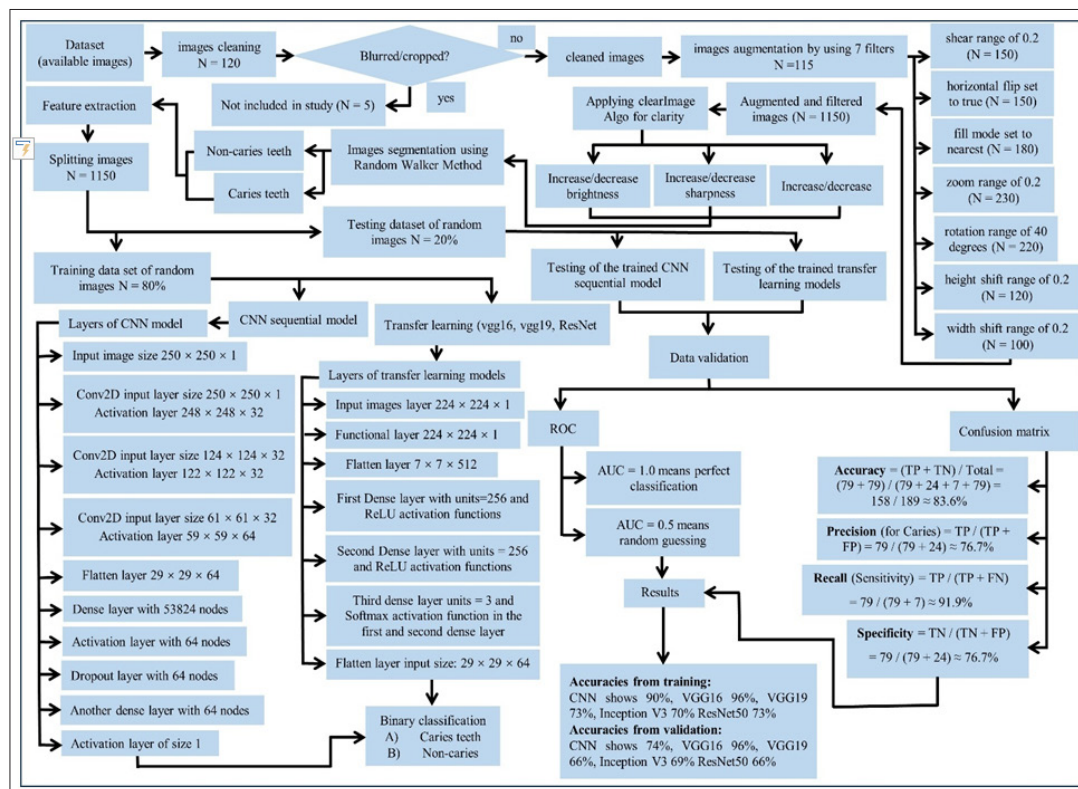 Dataset
(available images)
images cleaning
N = 120
Blurred/cropped?
no
yes
cleaned images
images augmentation by using 7 filters
N =115
shear range of 0.2
(N = 150)
horizontal flip set
to true (N = 150)
fill mode set to
nearest (N = 180)
zoom range of 0.2
(N = 230)
rotation range of 40
degrees (N = 220)
height shift range of 0.2
(N = 120)
width shift range of 0.2
(N = 100)
Feature extraction
Not included in study (N = 5)
Applying clearImage
Algo for clarity
Augmented and filtered
images (N = 1150)
Splitting images
N = 1150
Non-caries teeth
Caries teeth
Images segmentation using
Random Walker Method
Increase/decrease
brightness
Increase/decrease
sharpness
Increase/decrease
Testing dataset of random
images N = 20%
Training data set of random
images N = 80%
Testing of the trained CNN
sequential model
Testing of the trained transfer
learning models
Layers of CNN model
CNN sequential model
Transfer learning (vgg16, vgg19, ResNet
Data validation
Input image size 250 × 250 × 1
Conv2D input layer size 250 × 250 × 1
Activation layer 248 × 248 × 32
Conv2D input layer size 124 × 124 × 32
Activation layer 122 × 122 × 32
Conv2D input layer size 61 × 61 × 32
Activation layer 59 × 59 × 64
Flatten layer 29 × 29 × 64
Dense layer with 53824 nodes
Activation layer with 64 nodes
Dropout layer with 64 nodes
Another dense layer with 64 nodes
Activation layer of size 1
Layers of transfer learning models
Input images layer 224 × 224 × 1
Functional layer 224 × 224 × 1
Flatten layer 7 × 7 × 512
First Dense layer with units=256 and
ReLU activation functions
Second Dense layer with units = 256
and ReLU activation functions
Third dense layer units = 3 and
Softmax activation function in the
first and second dense layer
Flatten layer input size: 29 × 29 × 64
Binary classification
A) Caries teeth
B) Non-caries
ROC
AUC = 1.0 means perfect
classification
AUC = 0.5 means
random guessing
Results
Confusion matrix
Accuracy = (TP + TN) / Total =
(79 + 79) / (79 + 24 + 7 + 79) =
158 / 189 ≈ 83.6%
Precision (for Caries) = TP / (TP +
FP) = 79 / (79 + 24) ≈ 76.7%
Recall (Sensitivity) = TP / (TP + FN)
= 79 / (79 + 7) ≈ 91.9%
Specificity = TN / (TN + FP)
= 79 / (79 + 24) ≈ 76.7%
Accuracies from training:
CNN shows 90%, VGG16 96%, VGG19
73%, Inception V3 70% ResNet50 73%
Accuracies from validation:
CNN shows 74%, VGG16 96%, VGG19
66%, Inception V3 69% ResNet50 66%